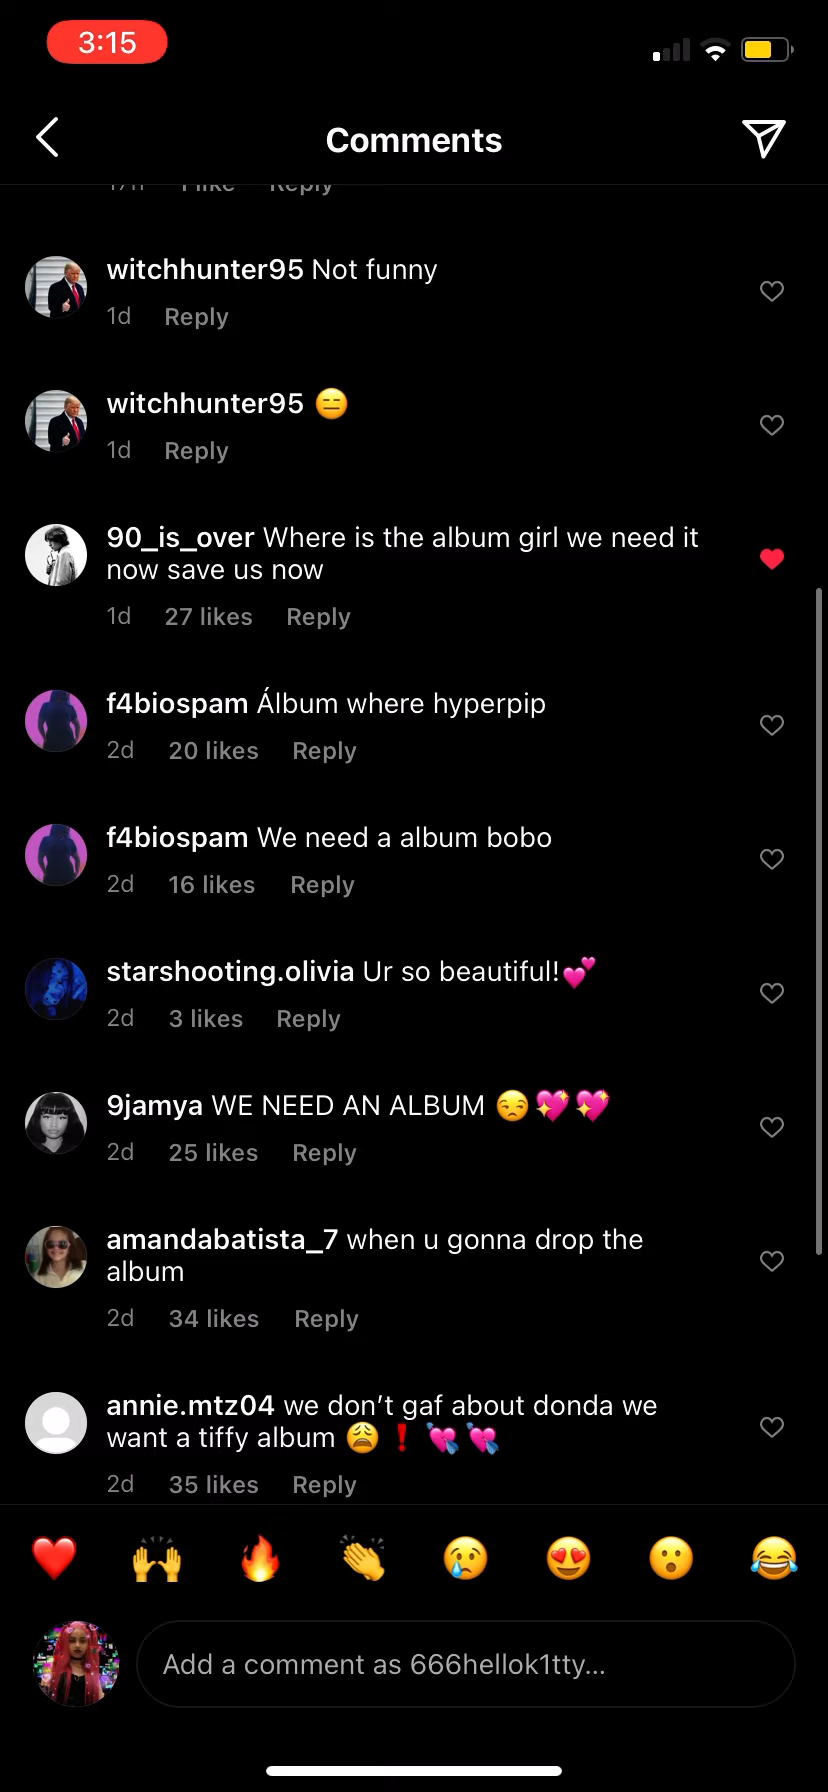 3:15
Comments
17h 1 like Reply
witchhunter95 Not funny
1d Reply
witchhunter95 😑
1d Reply
90_is_over Where is the album girl we need it
now save us now
1d 27 likes Reply
f4biospam Álbum where hyperpip
2d 20 likes Reply
f4biospam We need a album bobo
2d 16 likes Reply
starshooting.olivia Ur so beautiful!💕
2d 3 likes Reply
9jamya WE NEED AN ALBUM 😒💖💖
2d 25 likes Reply
amandabatista_7 when u gonna drop the
album
2d 34 likes Reply
annie.mtz04 we don’t gaf about donda we
want a tiffy album 😩❗💘💘
2d 35 likes Reply
Add a comment as 666hellok1tty...